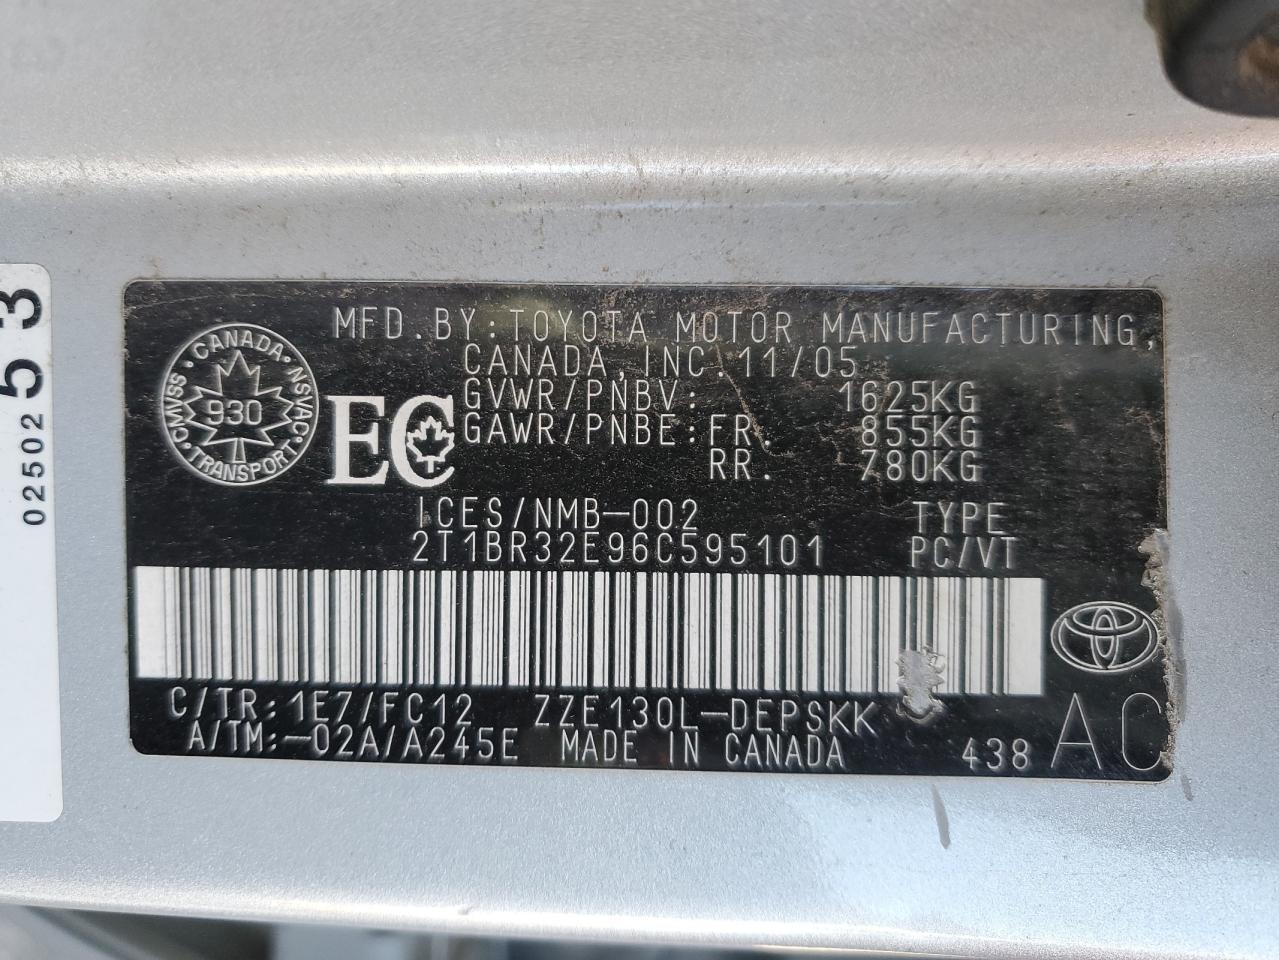 MFD. BY: TOYOTA MOTOR MANUFACTURING,
CANADA, INC. 11/05
GVWR/PNBV: 1625KG
GAWR/PNBE: FR. 855KG
RR. 780KG
CANADA
CMVSS NSVAC
930
TRANSPORT
EC
ICES/NMB-002 TYPE
2T1BR32E96C595101 PC/VT
C/TR: 1E7/FC12 ZZE130L-DEPSKK
A/TM: -02A/A245E MADE IN CANADA 438 AC
02502 553